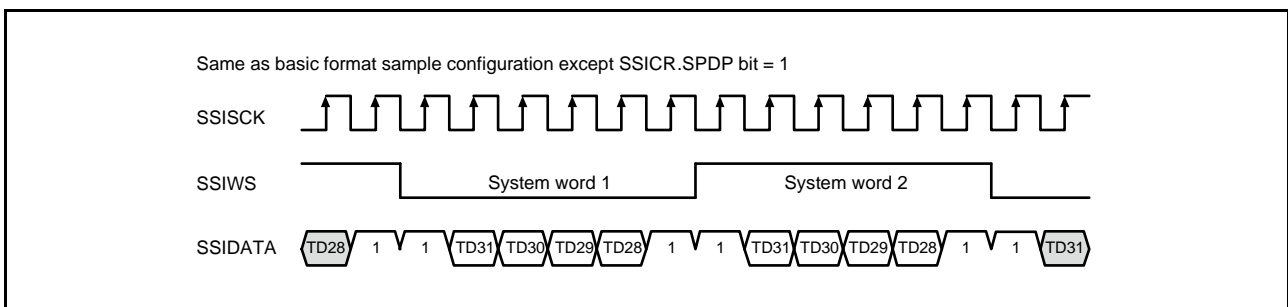 Same as basic format sample configuration except SSICR.SPDP bit = 1
SSISCK
SSIWS System word 1 System word 2
SSIDATA TD28 1 1 TD31 TD30 TD29 TD28 1 1 TD31 TD30 TD29 TD28 1 1 TD31